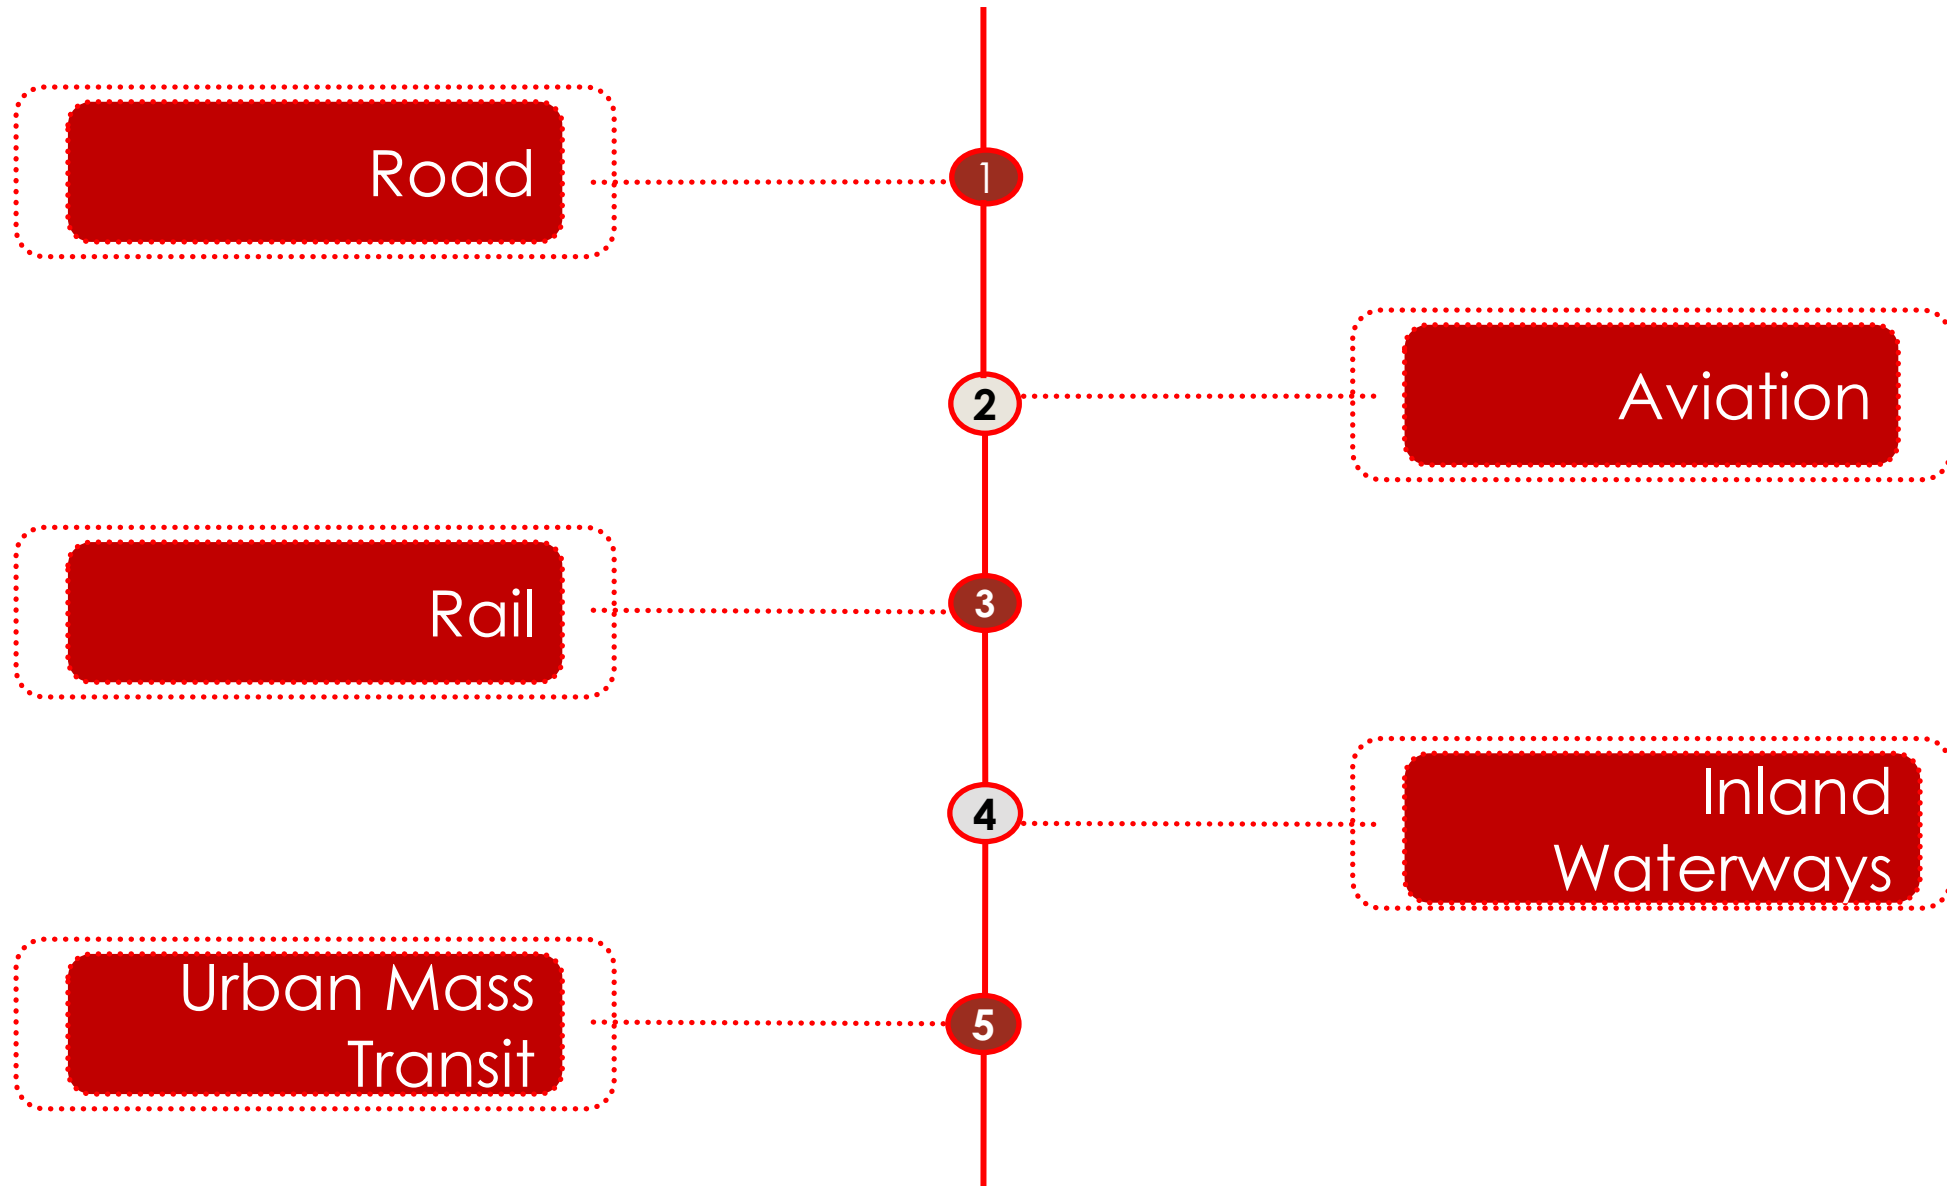 Road
1
2
Aviation
Rail
3
4
Inland
Waterways
Urban Mass
Transit
5